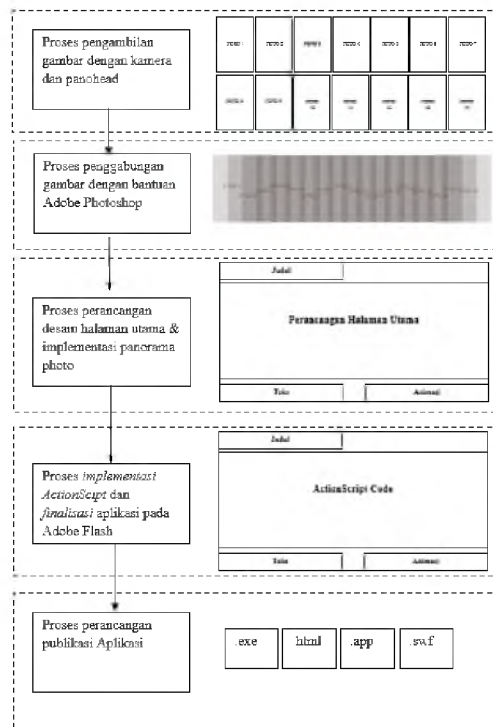 Proses pengambilan
gambar dengan kamera
dan panohead
Proses penggabungan
gambar dengan bantuan
Adobe Photoshop
Proses perancangan
desain halaman utama &
implementasi panorama
photo
Judul
Perancangan Halaman Utama
Teks
Animasi
Proses implementasi
ActionScipt dan
finalisasi aplikasi pada
Adobe Flash
Judul
ActionScript Code
Teks
Animasi
Proses perancangan
publikasi Aplikasi
.exe
html
.app
.swf